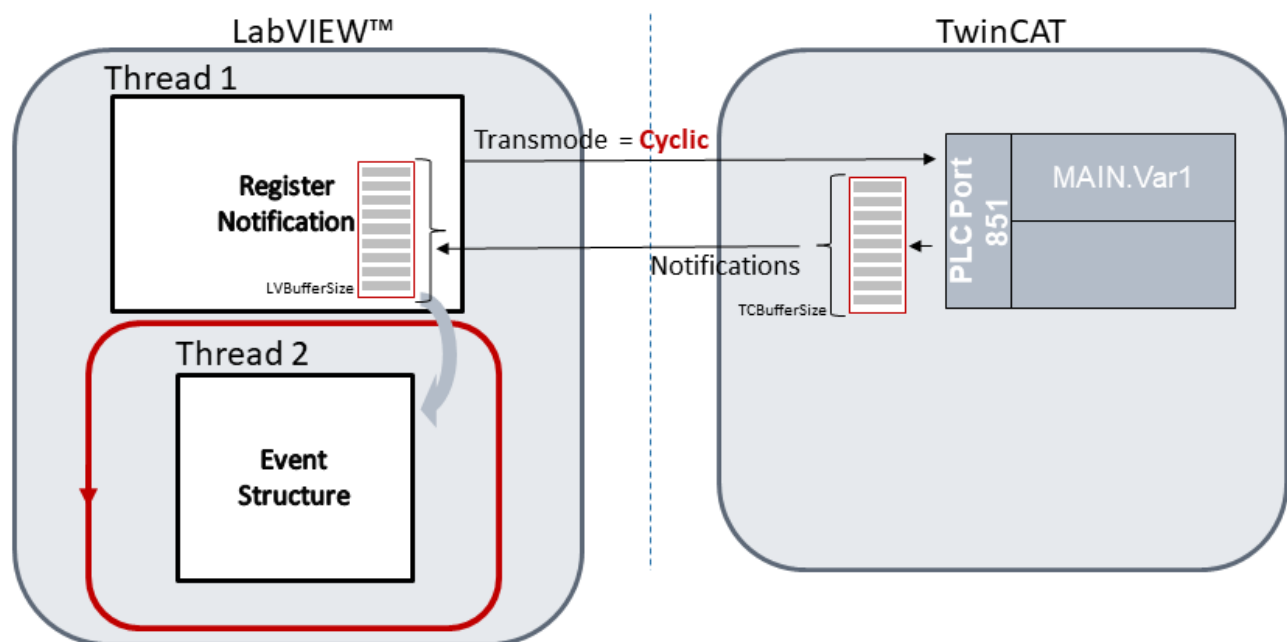 LabVIEW™
TwinCAT
Thread 1
Transmode = Cyclic
Register
Notification
LVBufferSize
Notifications
TCBufferSize
PLC Port
851
MAIN.Var1
Thread 2
Event
Structure